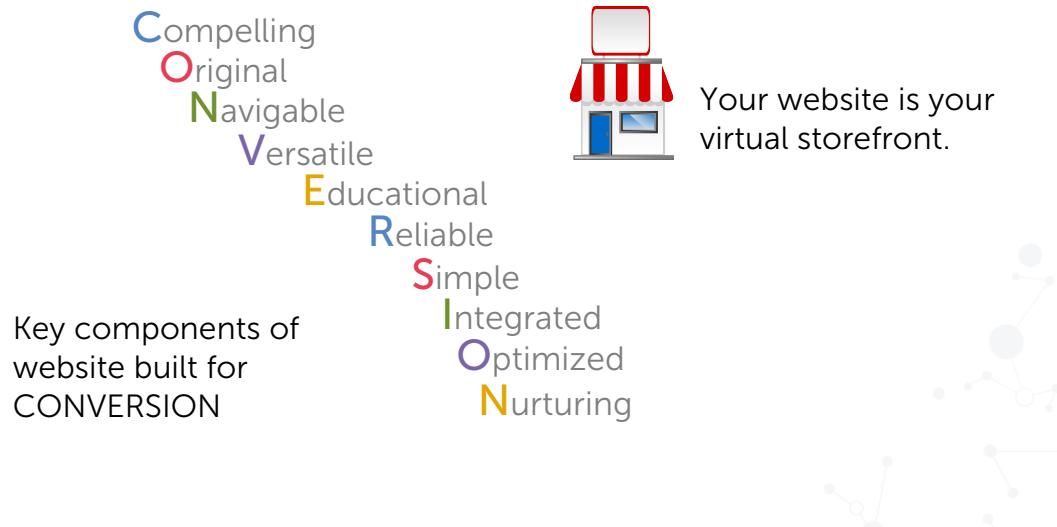 Compelling
Original
Navigable
Versatile
Educational
Reliable
Simple
Integrated
Optimized
Nurturing
Your website is your
virtual storefront.
Key components of
website built for
CONVERSION